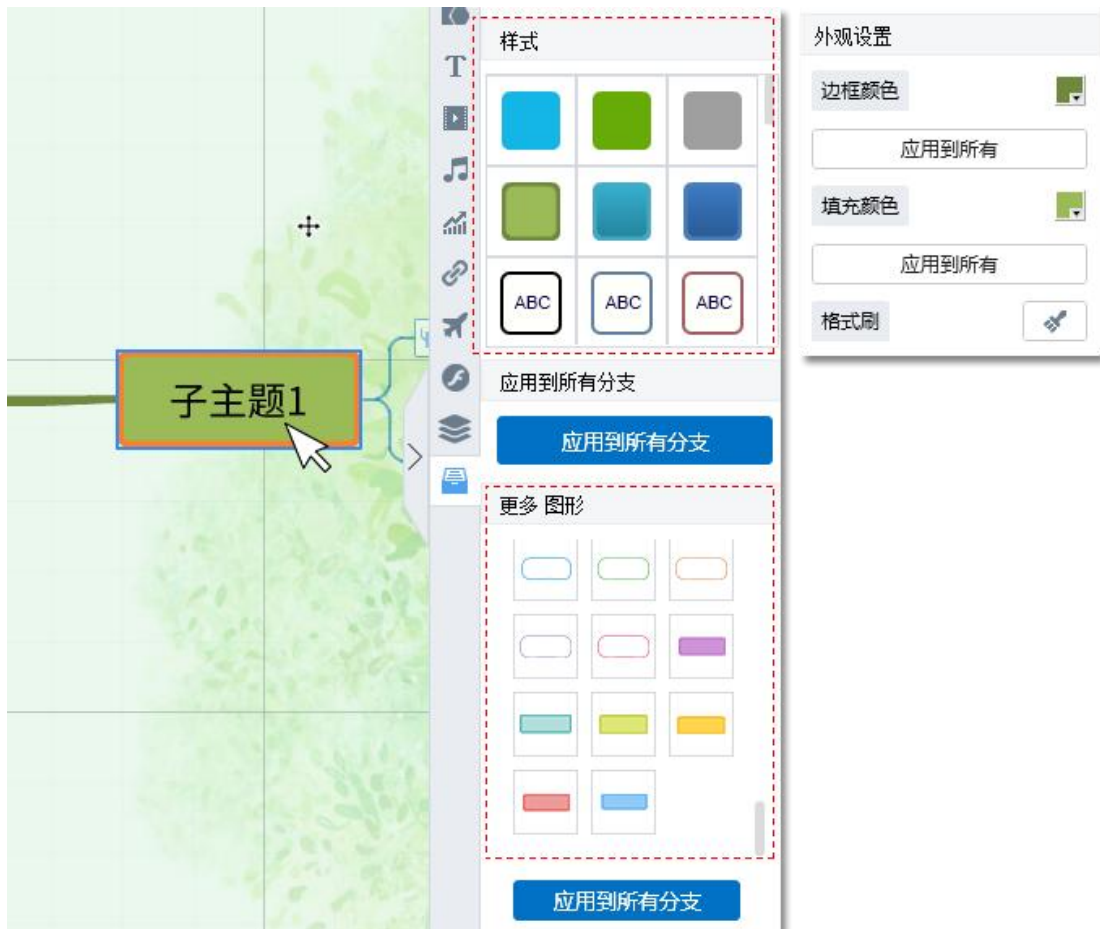 样式
T
ABC
ABC
ABC
应用到所有分支
应用到所有分支
更多 图形
应用到所有分支
外观设置
边框颜色
应用到所有
填充颜色
应用到所有
格式刷
子主题1